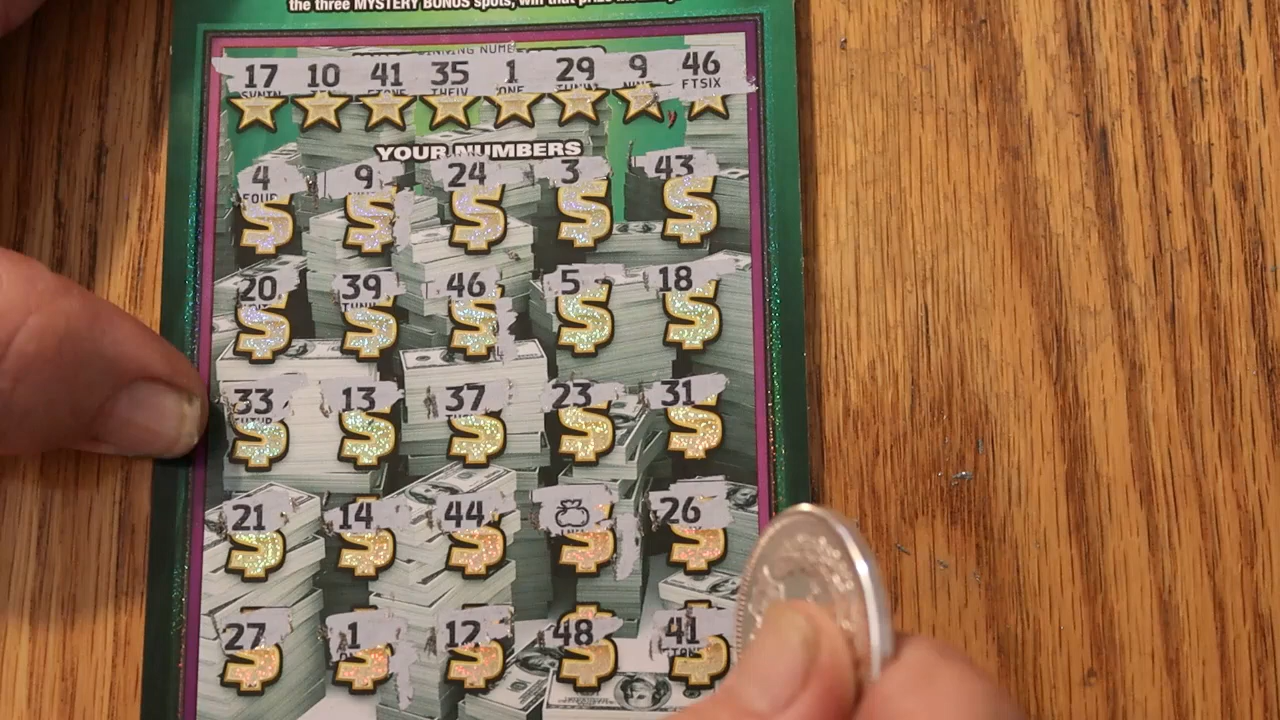 the three MYSTERY BONUS spots, win that prize
17 10 41 35 1 29 9 46
ONE FTSIX
YOUR NUMBERS
4 9 24 3 43
20 39 46 5 18
33 13 37 23 31
21 14 44 26
27 1 12 48 41